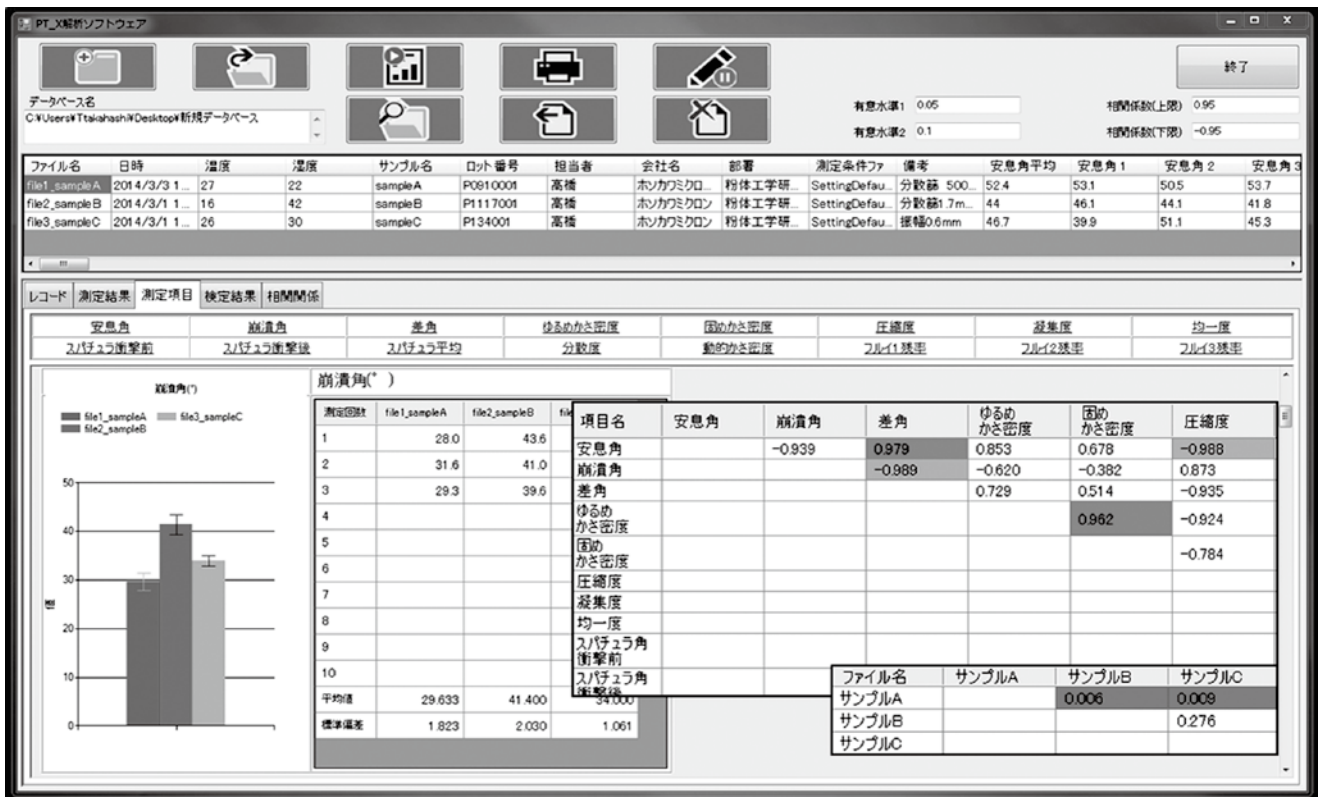 PT_X解析ソフトウェア
終了
データベース名
C:¥Users¥Ttakahashi¥Desktop¥新規データベース
有意水準1 0.05 相関係数(上限) 0.95
有意水準2 0.1 相関係数(下限) -0.95
ファイル名 日時 温度 湿度 サンプル名 ロット番号 担当者 会社名 部署 測定条件ファ 備考 安息角平均 安息角1 安息角2 安息角3
file1_sampleA 2014/3/3 1... 27 22 sampleA P0910001 高橋 ホソカワミクロ... 粉体工学研... SettingDefau... 分散篩 500... 52.4 53.1 50.5 53.7
file2_sampleB 2014/3/1 1... 16 42 sampleB P1117001 高橋 ホソカワミクロン 粉体工学研... SettingDefau... 分散篩1.7m... 44 46.1 44.1 41.8
file3_sampleC 2014/3/1 1... 26 30 sampleC P134001 高橋 ホソカワミクロン 粉体工学研... SettingDefau... 振幅0.6mm 46.7 39.9 51.1 45.3
レコード 測定結果 測定項目 検定結果 相関関係
安息角 崩潰角 差角 ゆるめかさ密度 固めかさ密度 圧縮度 凝集度 均一度
スパチュラ衝撃前 スパチュラ衝撃後 スパチュラ平均 分散度 動的かさ密度 フルイ1残率 フルイ2残率 フルイ3残率
崩潰角(°)
file1_sampleA file3_sampleC
file2_sampleB
値
50
40
30
20
10
0
崩潰角(° )
測定回数 file1_sampleA file2_sampleB file
1 28.0 43.6
2 31.6 41.0
3 29.3 39.6
4
5
6
7
8
9
10
平均値 29.633 41.400 34.000
標準偏差 1.823 2.030 1.061
項目名 安息角 崩潰角 差角 ゆるめ かさ密度 固め かさ密度 圧縮度
安息角 -0.939 0.979 0.853 0.678 -0.988
崩潰角 -0.989 -0.620 -0.382 0.873
差角 0.729 0.514 -0.935
ゆるめ
かさ密度 0.962 -0.924
固め
かさ密度 -0.784
圧縮度
凝集度
均一度
スパチュラ角
衝撃前
スパチュラ角
衝撃後
ファイル名 サンプルA サンプルB サンプルC
サンプルA 0.006 0.009
サンプルB 0.276
サンプルC